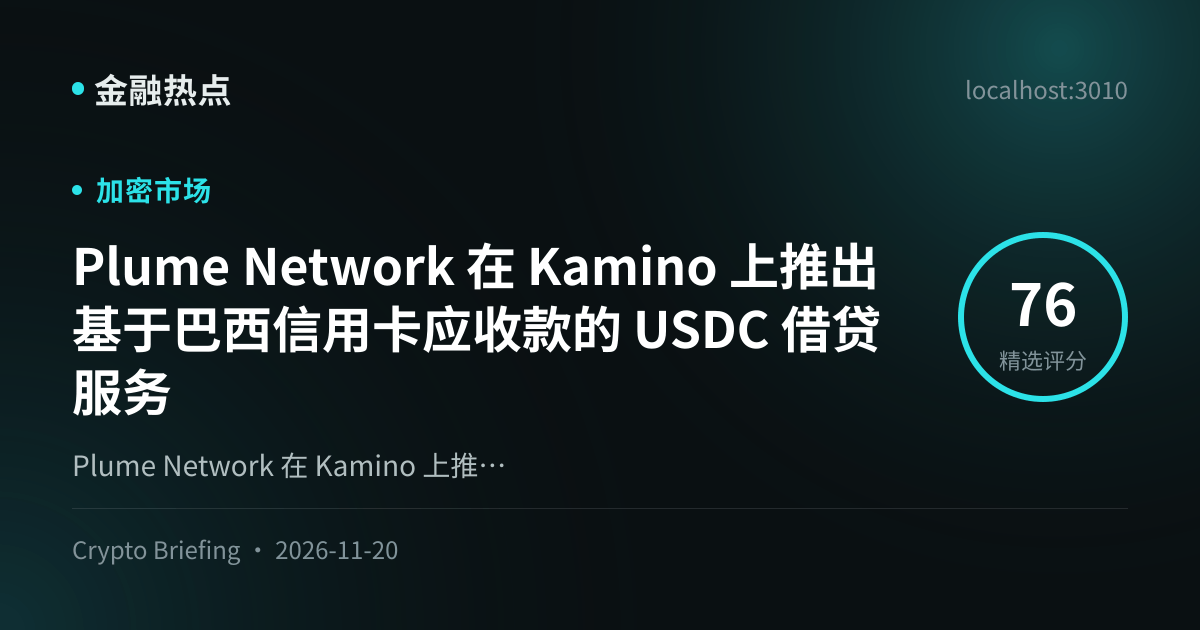 金融热点
localhost:3010
加密市场
Plume Network 在 Kamino 上推出
基于巴西信用卡应收款的 USDC 借贷
服务
76
精选评分
Plume Network 在 Kamino 上推…
Crypto Briefing · 2026-11-20